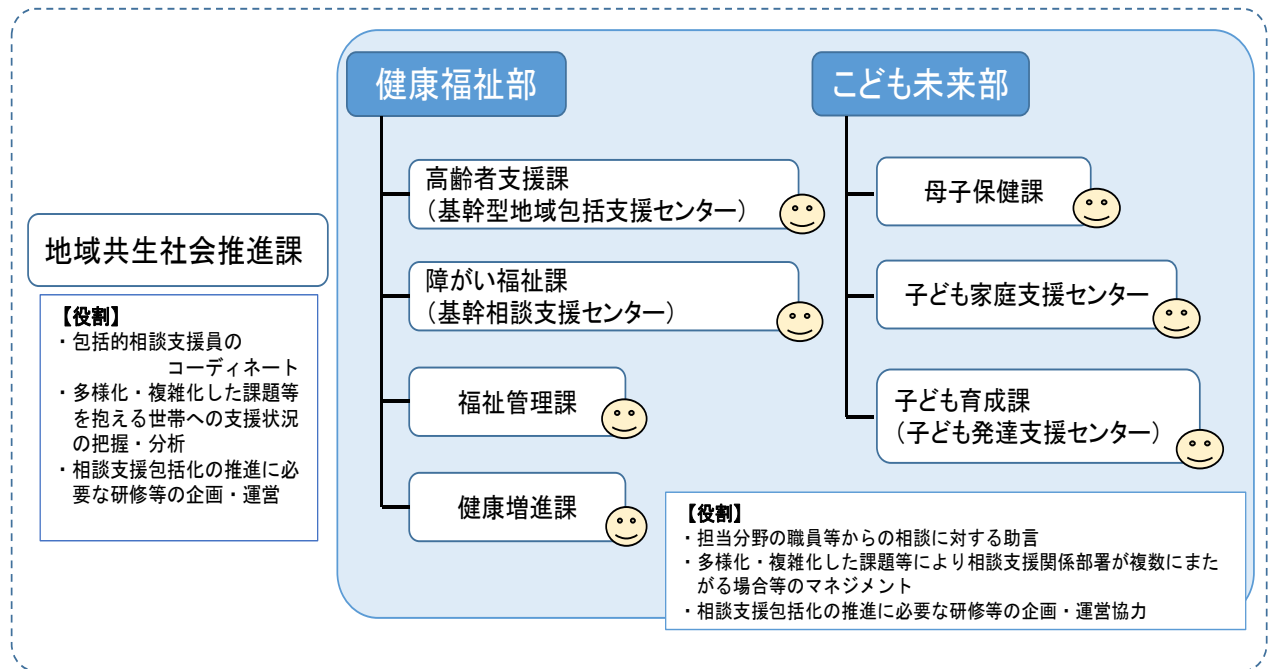 健康福祉部
こども未来部
高齢者支援課
（基幹型地域包括支援センター）
母子保健課
地域共生社会推進課
障がい福祉課
（基幹相談支援センター）
子ども家庭支援センター
【役割】
・包括的相談支援員の
コーディネート
・多様化・複雑化した課題等
を抱える世帯への支援状況
の把握・分析
・相談支援包括化の推進に必
要な研修等の企画・運営
福祉管理課
子ども育成課
（子ども発達支援センター）
健康増進課
【役割】
・担当分野の職員等からの相談に対する助言
・多様化・複雑化した課題等により相談支援関係部署が複数にまた
がる場合等のマネジメント
・相談支援包括化の推進に必要な研修等の企画・運営協力